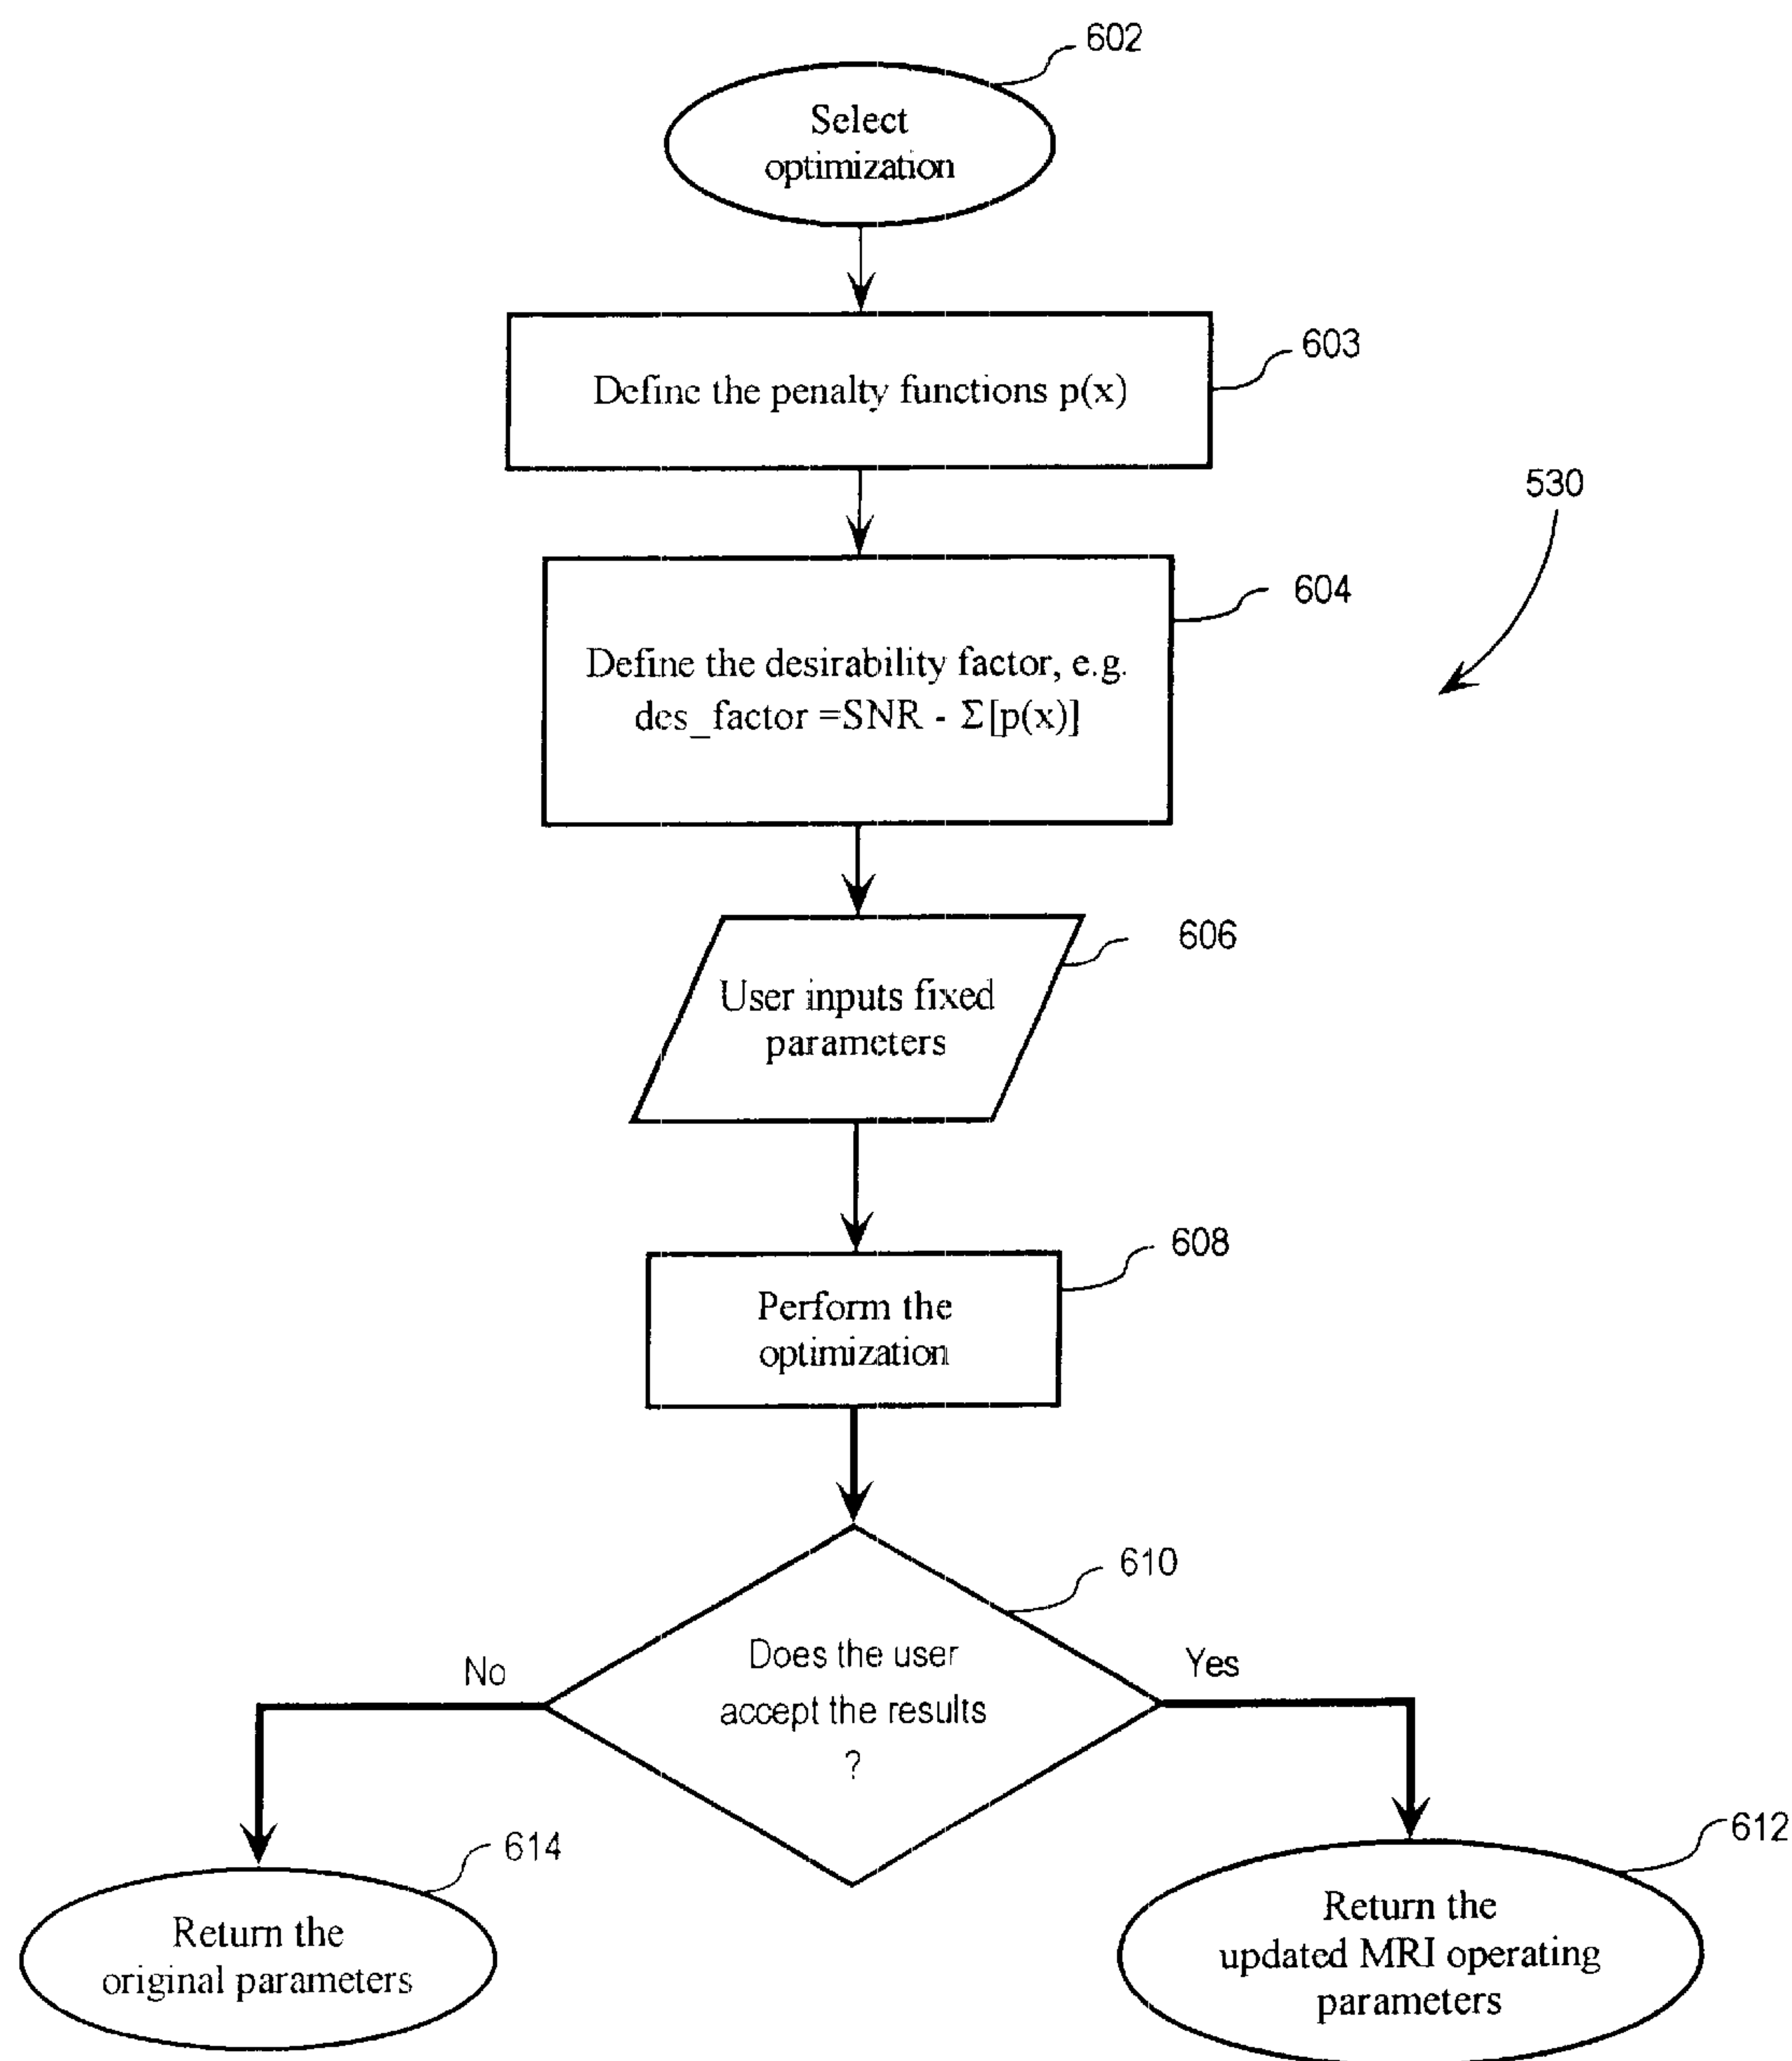 602
Select
optimization
603
Define the penalty functions p(x)
530
604
Define the desirability factor, e.g.
des_factor =SNR - Σ[p(x)]
606
User inputs fixed
parameters
608
Perform the
optimization
610
Does the user
accept the results
?
No
Yes
614
Return the
original parameters
612
Return the
updated MRI operating
parameters